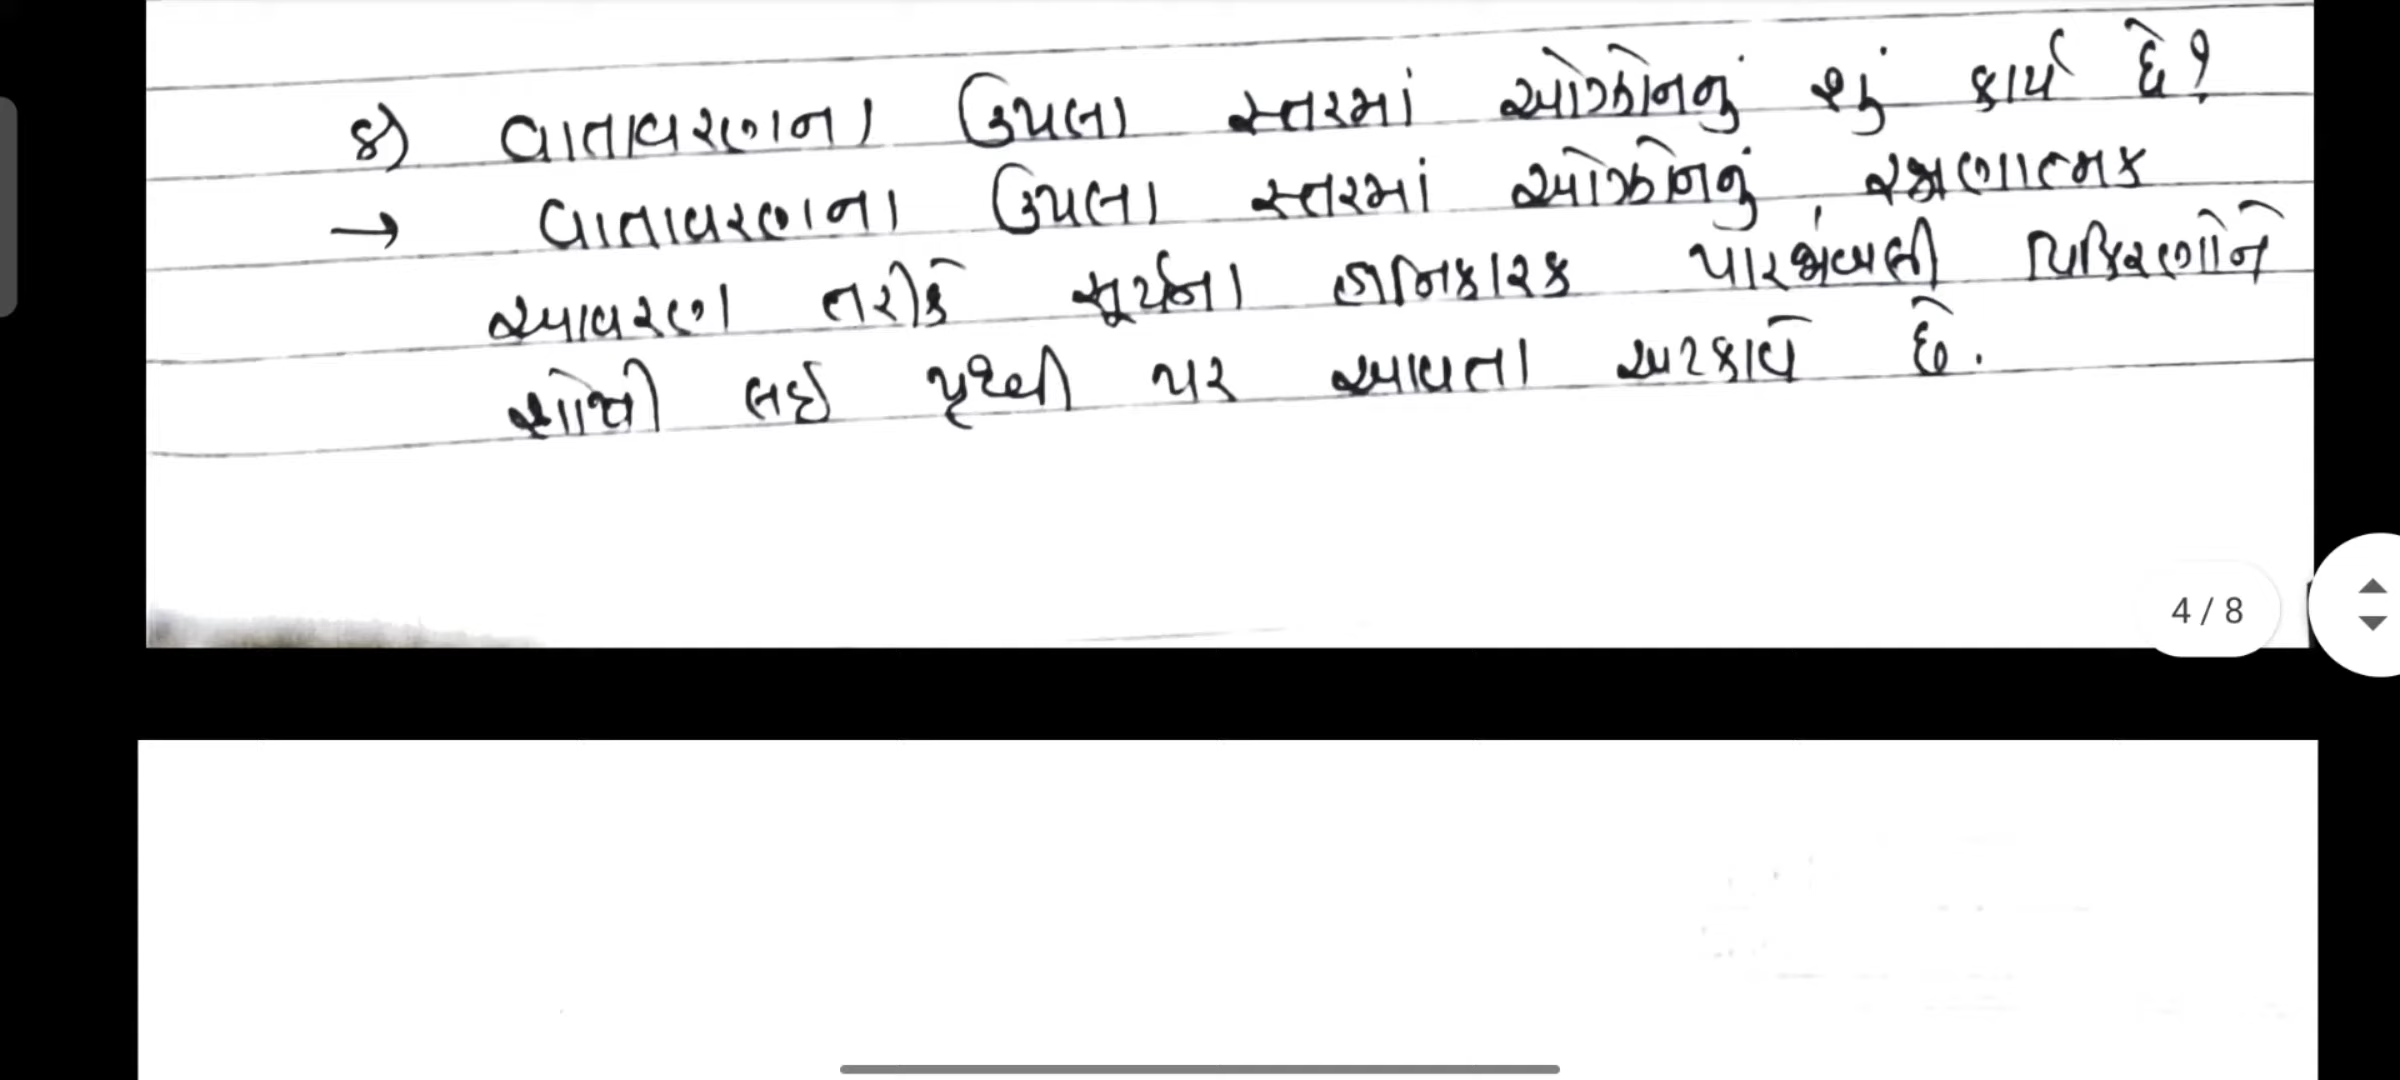 ૪) વાતાવરણના ઉપલા સ્તરમાં ઓઝોનનું શું કાર્ય છે?
→ વાતાવરણના ઉપલા સ્તરમાં ઓઝોનનું, રક્ષણાત્મક
આવરણ તરીકે સૂર્યના હાનિકારક પારજાંબલી વિકિરણોને
શોષી લઈ પૃથ્વી પર આવતા અટકાવે છે.
4 / 8